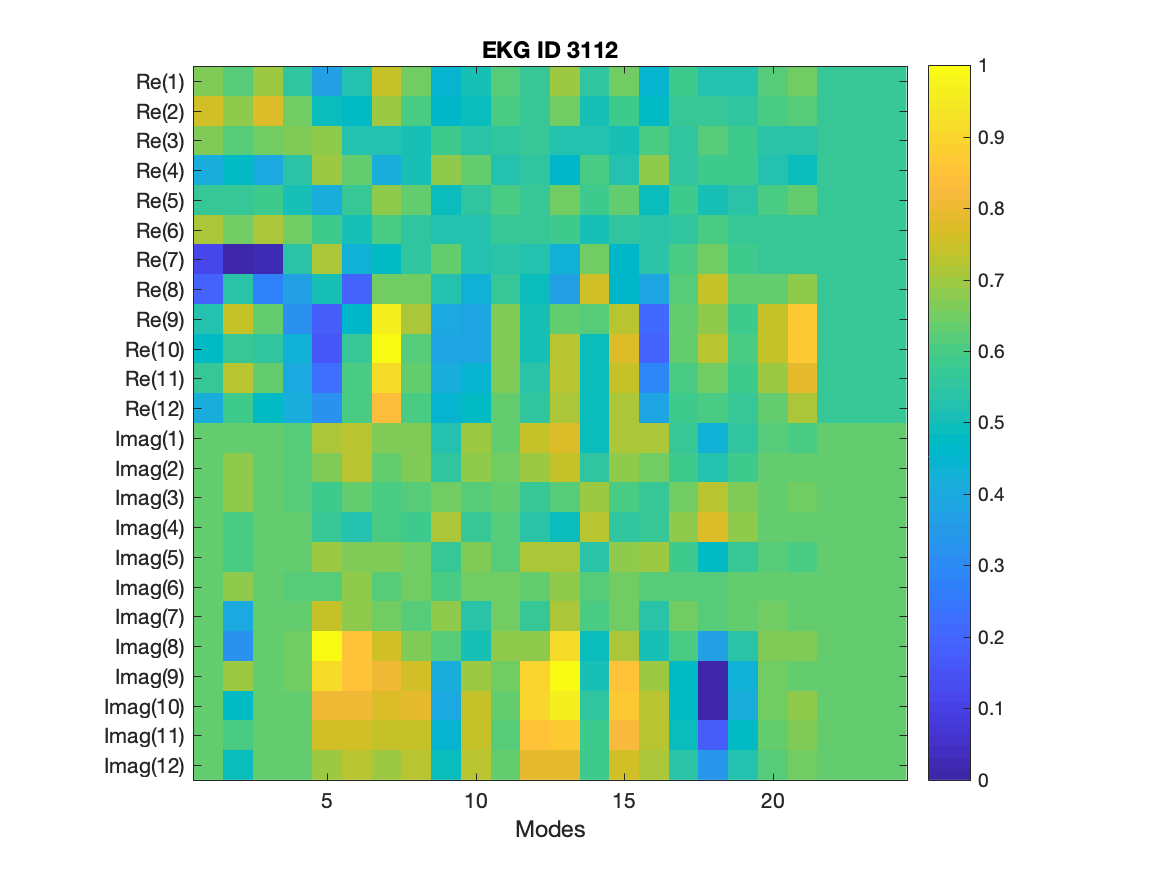 EKG ID 3112
Re(1)
Re(2)
Re(3)
Re(4)
Re(5)
Re(6)
Re(7)
Re(8)
Re(9)
Re(10)
Re(11)
Re(12)
Imag(1)
Imag(2)
Imag(3)
Imag(4)
Imag(5)
Imag(6)
Imag(7)
Imag(8)
Imag(9)
Imag(10)
Imag(11)
Imag(12)
5 10 15 20
Modes
1
0.9
0.8
0.7
0.6
0.5
0.4
0.3
0.2
0.1
0